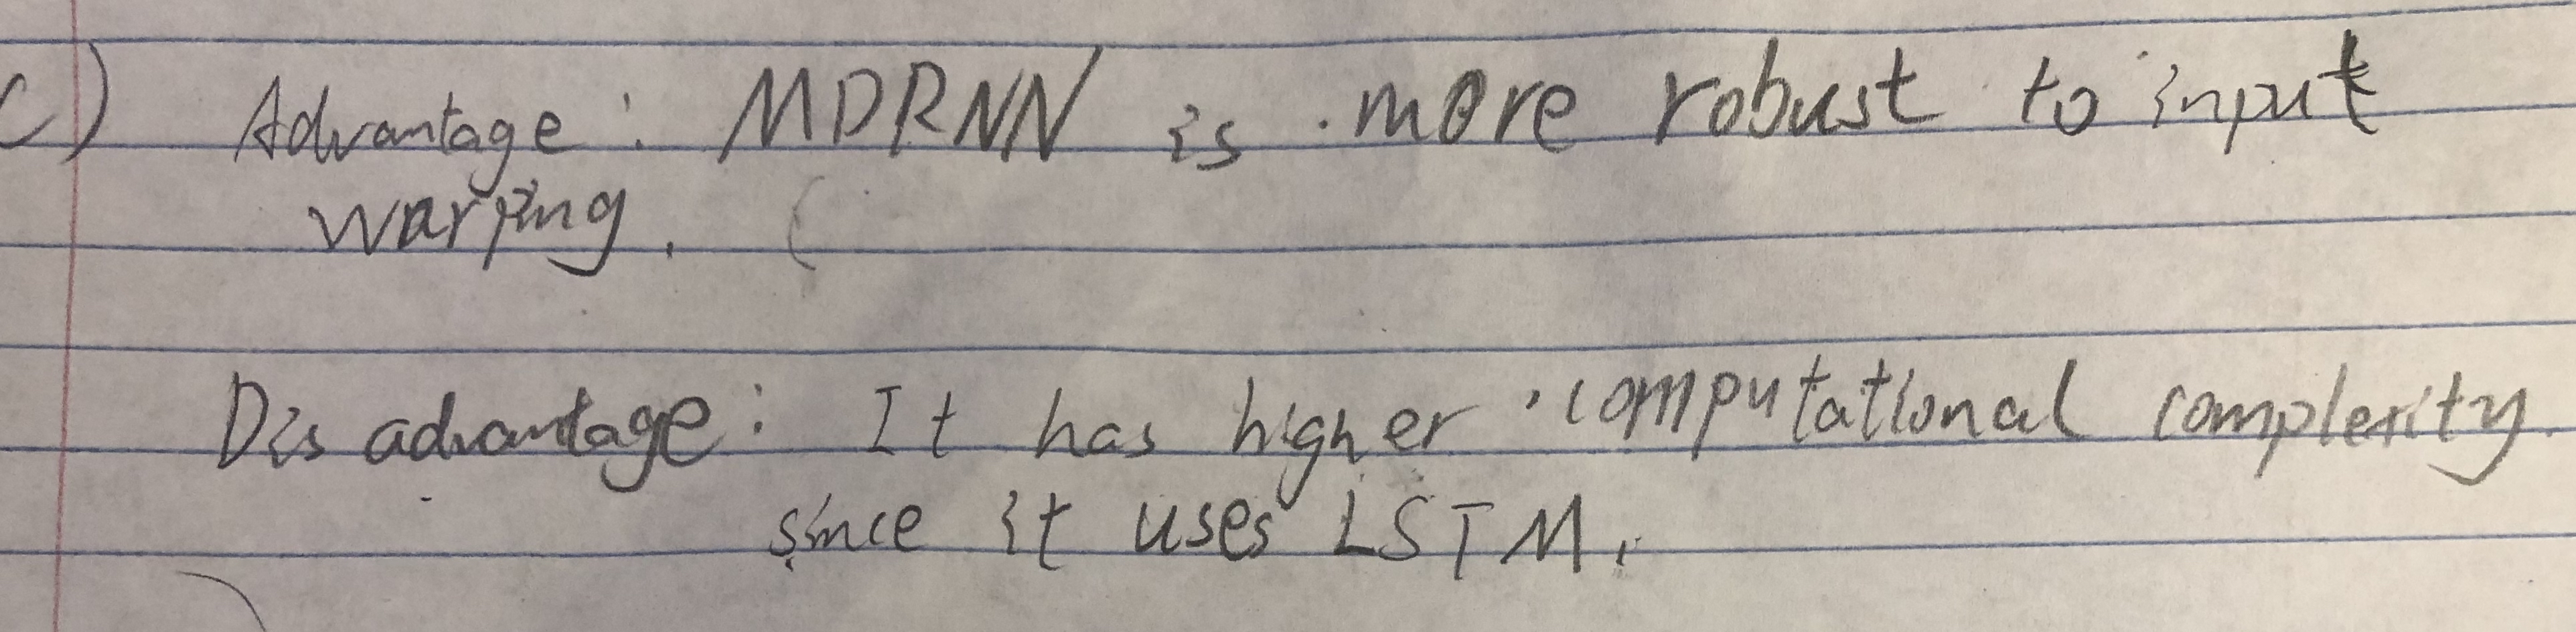 c) Advantage: MDRNN is more robust to input
warping. (
Disadvantage: It has higher computational complexity.
since it uses LSTM.